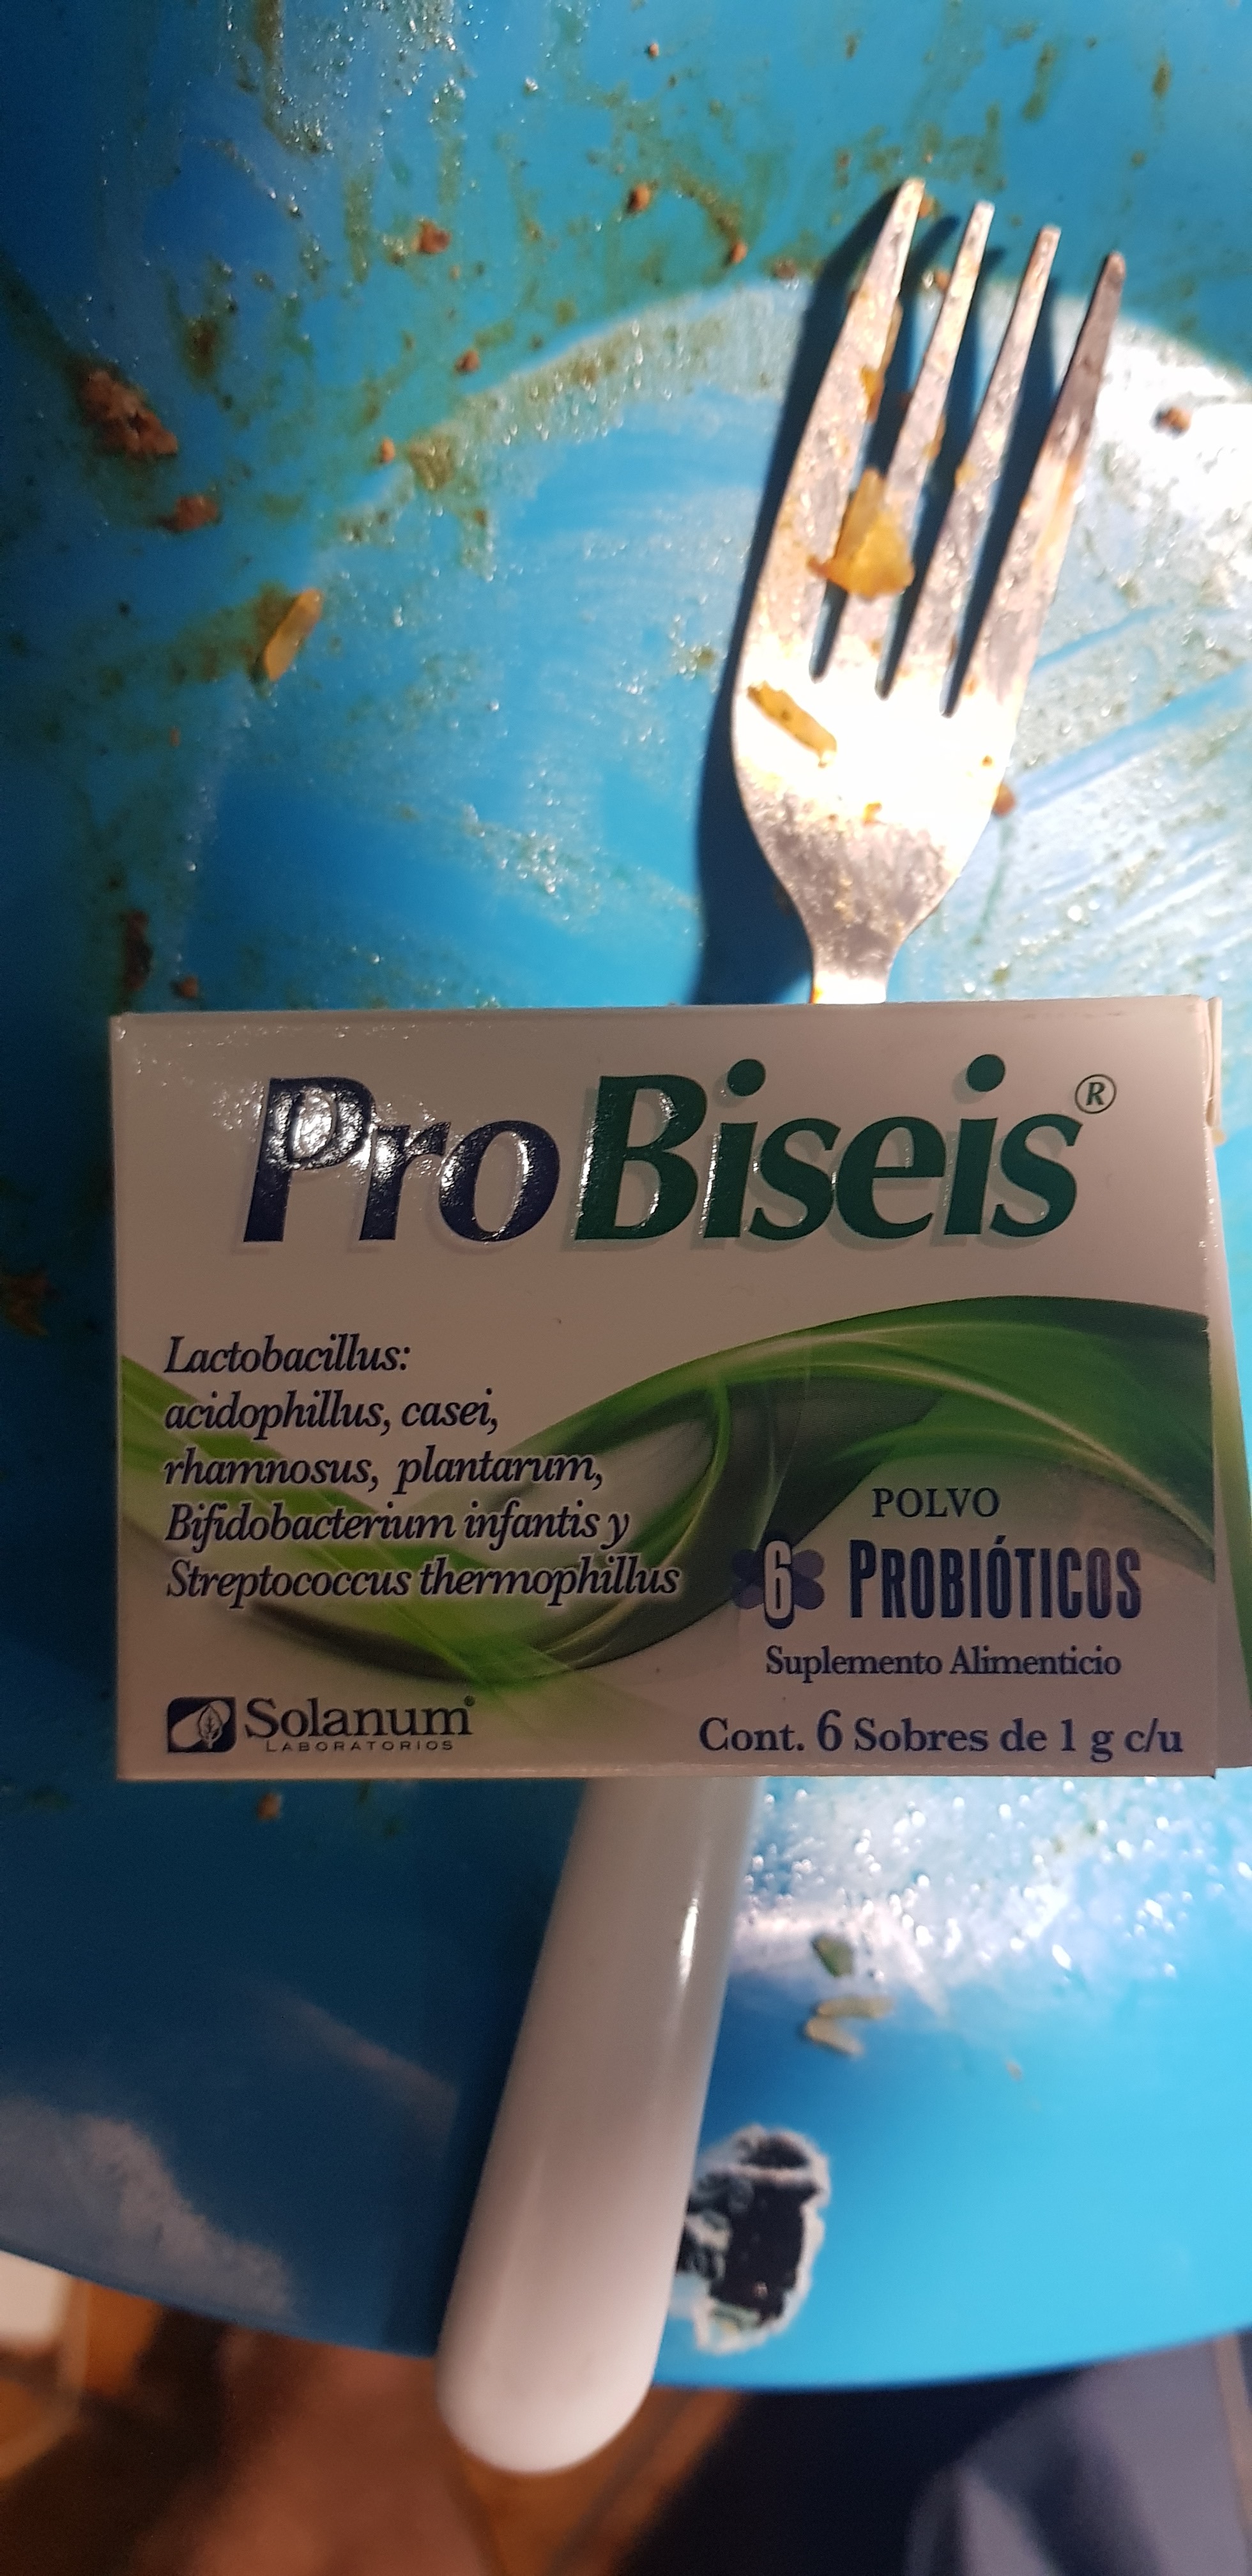 ProBiseis®
Lactobacillus:
acidophillus, casei,
rhamnosus, plantarum,
Bifidobacterium infantis y
Streptococcus thermophillus
POLVO
6 PROBIÓTICOS
Suplemento Alimenticio
Solanum®
LABORATORIOS
Cont. 6 Sobres de 1 g c/u